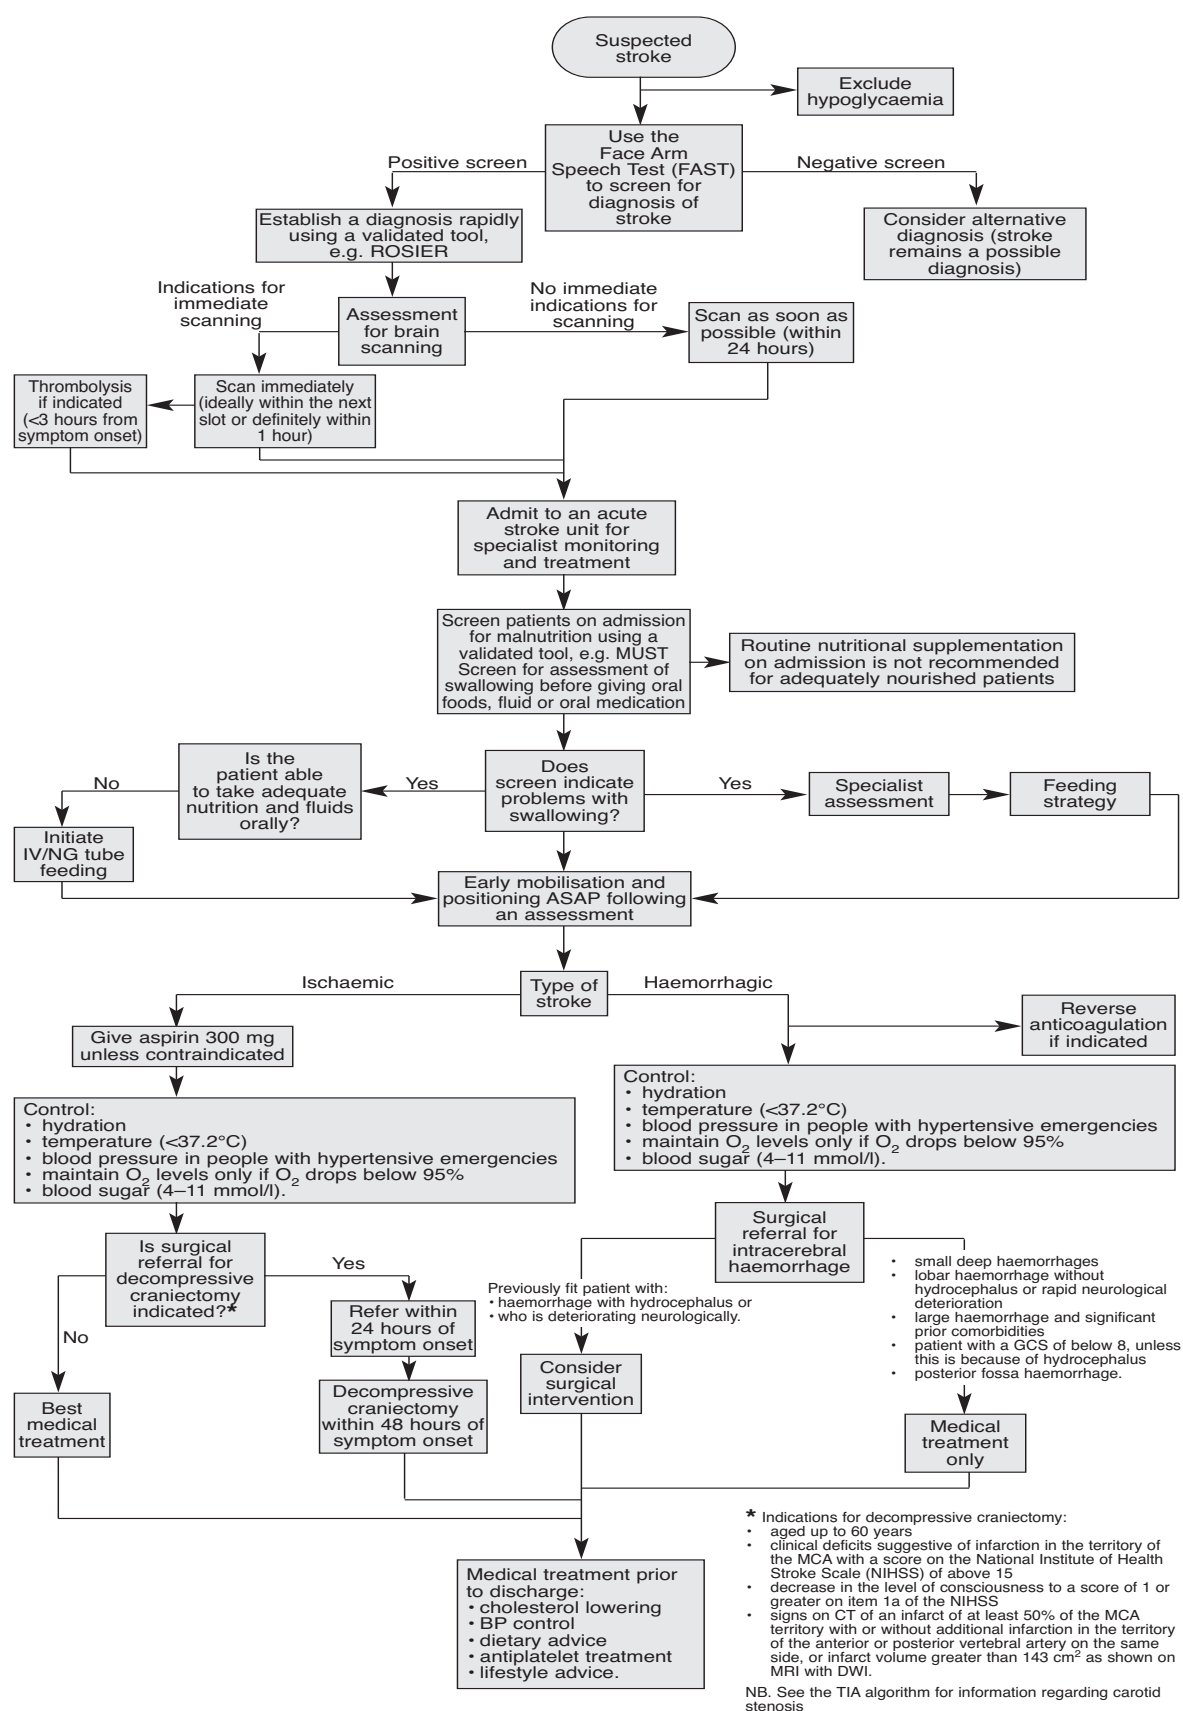 Suspected
stroke
Exclude
hypoglycaemia
Use the
Face Arm
Speech Test (FAST)
to screen for
diagnosis of
stroke
Positive screen
Negative screen
Establish a diagnosis rapidly
using a validated tool,
e.g. ROSIER
Consider alternative
diagnosis (stroke
remains a possible
diagnosis)
Indications for
immediate
scanning
No immediate
indications for
scanning
Assessment
for brain
scanning
Scan as soon as
possible (within
24 hours)
Thrombolysis
if indicated
(<3 hours from
symptom onset)
Scan immediately
(ideally within the next
slot or definitely within
1 hour)
Admit to an acute
stroke unit for
specialist monitoring
and treatment
Screen patients on admission
for malnutrition using a
validated tool, e.g. MUST
Screen for assessment of
swallowing before giving oral
foods, fluid or oral medication
Routine nutritional supplementation
on admission is not recommended
for adequately nourished patients
Is the
patient able
to take adequate
nutrition and fluids
orally?
No
Yes
Does
screen indicate
problems with
swallowing?
Yes
Specialist
assessment
Feeding
strategy
Initiate
IV/NG tube
feeding
Early mobilisation and
positioning ASAP following
an assessment
Type of
stroke
Ischaemic
Haemorrhagic
Give aspirin 300 mg
unless contraindicated
Reverse
anticoagulation
if indicated
Control:
• hydration
• temperature (<37.2°C)
• blood pressure in people with hypertensive emergencies
• maintain O2 levels only if O2 drops below 95%
• blood sugar (4–11 mmol/l).
Control:
• hydration
• temperature (<37.2°C)
• blood pressure in people with hypertensive emergencies
• maintain O2 levels only if O2 drops below 95%
• blood sugar (4–11 mmol/l).
Is surgical
referral for
decompressive
craniectomy
indicated?*
Yes
No
Refer within
24 hours of
symptom onset
Decompressive
craniectomy
within 48 hours of
symptom onset
Best
medical
treatment
Surgical
referral for
intracerebral
haemorrhage
Previously fit patient with:
• haemorrhage with hydrocephalus or
• who is deteriorating neurologically.
Consider
surgical
intervention
• small deep haemorrhages
• lobar haemorrhage without
hydrocephalus or rapid neurological
deterioration
• large haemorrhage and significant
prior comorbidities
• patient with a GCS of below 8, unless
this is because of hydrocephalus
• posterior fossa haemorrhage.
Medical
treatment
only
Medical treatment prior
to discharge:
• cholesterol lowering
• BP control
• dietary advice
• antiplatelet treatment
• lifestyle advice.
* Indications for decompressive craniectomy:
• aged up to 60 years
• clinical deficits suggestive of infarction in the territory of
the MCA with a score on the National Institute of Health
Stroke Scale (NIHSS) of above 15
• decrease in the level of consciousness to a score of 1 or
greater on item 1a of the NIHSS
• signs on CT of an infarct of at least 50% of the MCA
territory with or without additional infarction in the territory
of the anterior or posterior vertebral artery on the same
side, or infarct volume greater than 143 cm² as shown on
MRI with DWI.
NB. See the TIA algorithm for information regarding carotid
stenosis